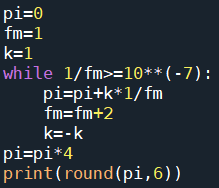 pi=0
fm=1
k=1
while 1/fm>=10**(-7):
    pi=pi+k*1/fm
    fm=fm+2
    k=-k
pi=pi*4
print(round(pi,6))